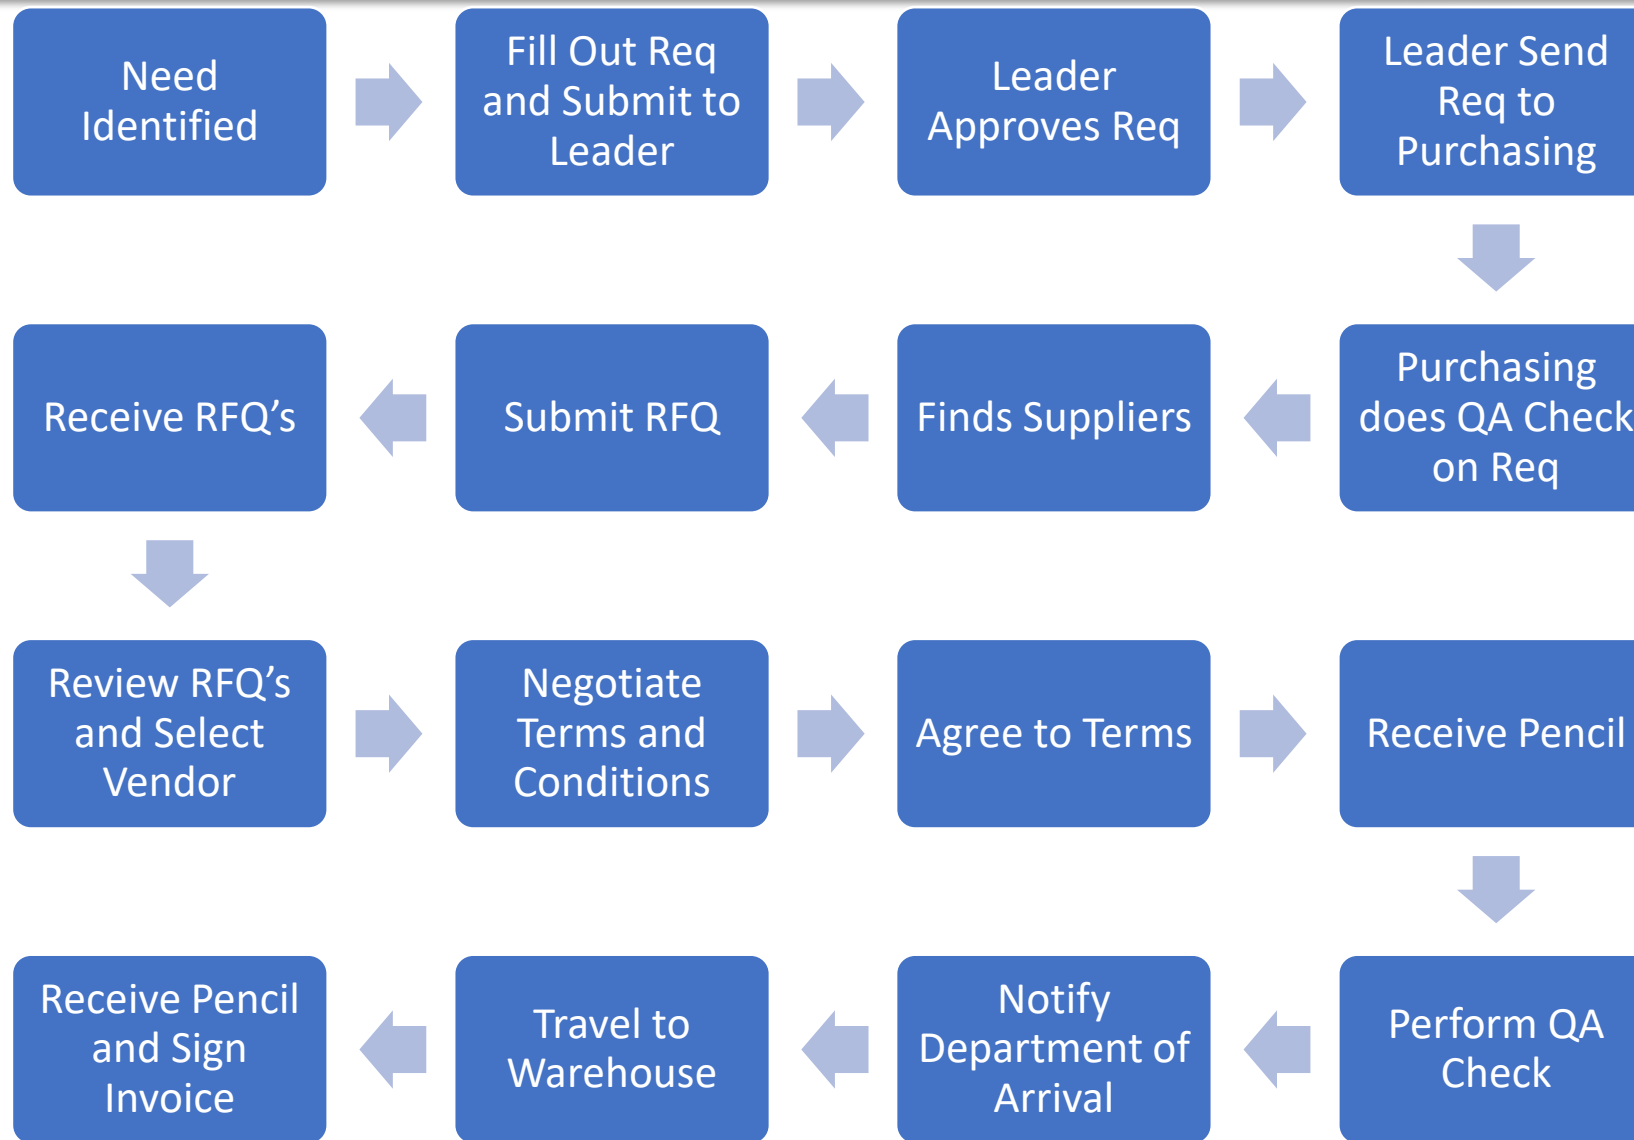 Need
Identified
Fill Out Req
and Submit to
Leader
Leader
Approves Req
Leader Send
Req to
Purchasing
Purchasing
does QA Check
on Req
Finds Suppliers
Submit RFQ
Receive RFQ’s
Review RFQ’s
and Select
Vendor
Negotiate
Terms and
Conditions
Agree to Terms
Receive Pencil
Perform QA
Check
Notify
Department of
Arrival
Travel to
Warehouse
Receive Pencil
and Sign
Invoice